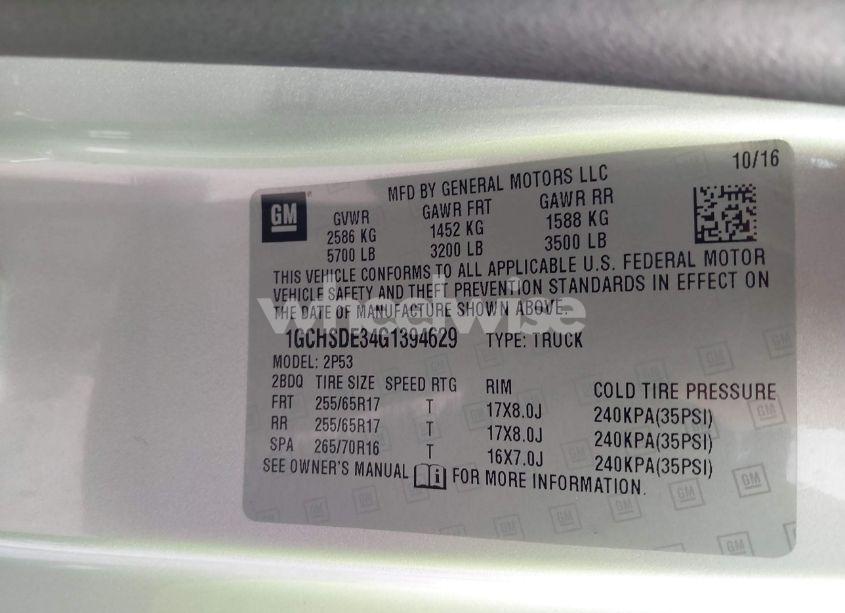 10/16
MFD BY GENERAL MOTORS LLC
GM
GVWR GAWR FRT GAWR RR
2586 KG 1452 KG 1588 KG
5700 LB 3200 LB 3500 LB
THIS VEHICLE CONFORMS TO ALL APPLICABLE U.S. FEDERAL MOTOR
VEHICLE SAFETY AND THEFT PREVENTION STANDARDS IN EFFECT ON
THE DATE OF MANUFACTURE SHOWN ABOVE.
wheelwise
1GCHSDE34G1394629 TYPE: TRUCK
MODEL: 2P53
2BDQ TIRE SIZE SPEED RTG RIM COLD TIRE PRESSURE
FRT 255/65R17 T 17X8.0J 240KPA(35PSI)
RR 255/65R17 T 17X8.0J 240KPA(35PSI)
SPA 265/70R16 T 16X7.0J 240KPA(35PSI)
SEE OWNER'S MANUAL FOR MORE INFORMATION.